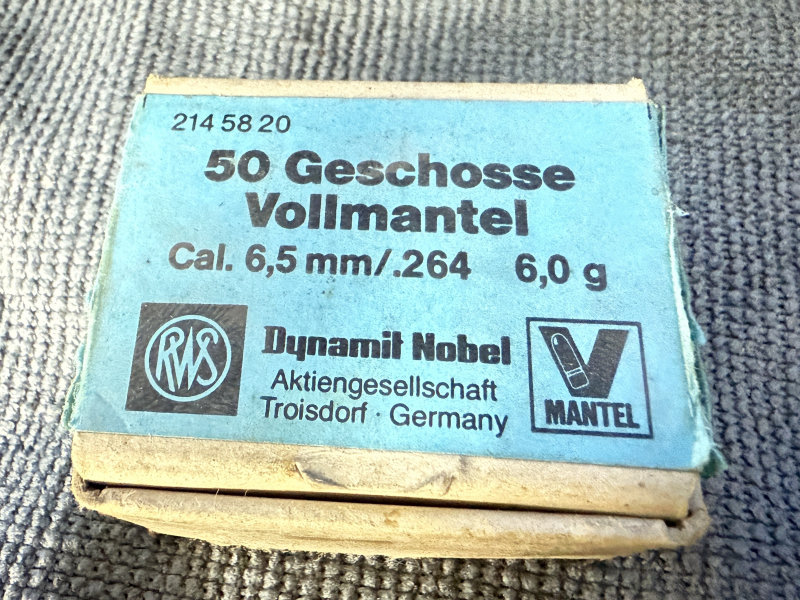 214 58 20
50 Geschosse
Vollmantel
Cal. 6,5 mm/.264 6,0 g
RWS
Dynamit Nobel
Aktiengesellschaft
Troisdorf · Germany
V
MANTEL